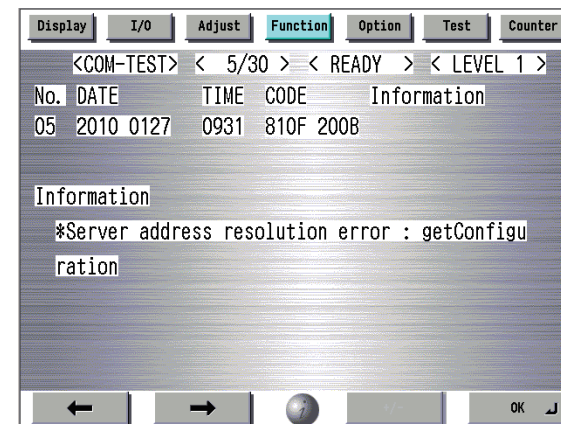 Display I/O Adjust Function Option Test Counter
<COM-TEST> < 5/30 > < READY > < LEVEL 1 >
No. DATE TIME CODE Information
05 2010 0127 0931 810F 200B
Information
*Server address resolution error : getConfigu
ration
+/- OK